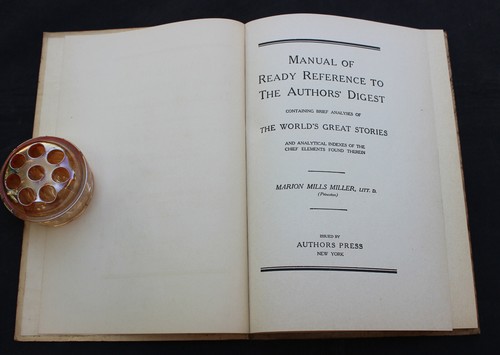 MANUAL OF
READY REFERENCE TO
THE AUTHORS' DIGEST
CONTAINING BRIEF ANALYSES OF
THE WORLD'S GREAT STORIES
AND ANALYTICAL INDEXES OF THE
CHIEF ELEMENTS FOUND THEREIN
MARION MILLS MILLER, LITT. D.
(Princeton)
ISSUED BY
AUTHORS PRESS
NEW YORK